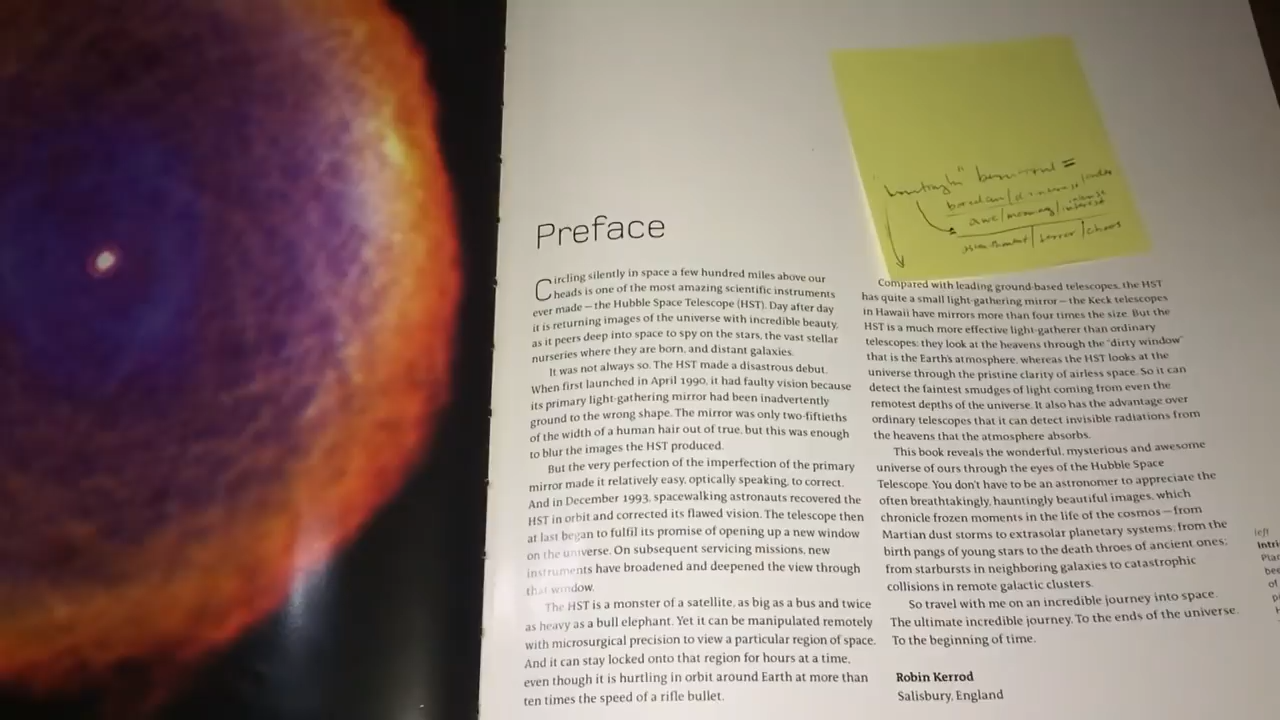 Preface
Circling silently in space a few hundred miles above our
heads is one of the most amazing scientific instruments
ever made – the Hubble Space Telescope (HST). Day after day
it is returning images of the universe with incredible beauty,
as it peers deep into space to spy on the stars, the vast stellar
nurseries where they are born, and distant galaxies.
It was not always so. The HST made a disastrous debut.
When first launched in April 1990, it had faulty vision because
its primary light-gathering mirror had been inadvertently
ground to the wrong shape. The mirror was only two-fiftieths
of the width of a human hair out of true, but this was enough
to blur the images the HST produced.
But the very perfection of the imperfection of the primary
mirror made it relatively easy, optically speaking, to correct.
And in December 1993, spacewalking astronauts recovered the
HST in orbit and corrected its flawed vision. The telescope then
at last began to fulfil its promise of opening up a new window
on the universe. On subsequent servicing missions, new
instruments have broadened and deepened the view through
that window.
The HST is a monster of a satellite, as big as a bus and twice
as heavy as a bull elephant. Yet it can be manipulated remotely
with microsurgical precision to view a particular region of space.
And it can stay locked onto that region for hours at a time,
even though it is hurtling in orbit around Earth at more than
ten times the speed of a rifle bullet.
=
awe/meaning/
/horror/chaos
Compared with leading ground-based telescopes, the HST
has quite a small light-gathering mirror – the Keck telescopes
in Hawaii have mirrors more than four times the size. But the
HST is a much more effective light-gatherer than ordinary
telescopes: they look at the heavens through the "dirty window"
that is the Earth's atmosphere, whereas the HST looks at the
universe through the pristine clarity of airless space. So it can
detect the faintest smudges of light coming from even the
remotest depths of the universe. It also has the advantage over
ordinary telescopes that it can detect invisible radiations from
the heavens that the atmosphere absorbs.
This book reveals the wonderful, mysterious and awesome
universe of ours through the eyes of the Hubble Space
Telescope. You don't have to be an astronomer to appreciate the
often breathtakingly, hauntingly beautiful images, which
chronicle frozen moments in the life of the cosmos – from
Martian dust storms to extrasolar planetary systems; from the
birth pangs of young stars to the death throes of ancient ones;
from starbursts in neighboring galaxies to catastrophic
collisions in remote galactic clusters.
So travel with me on an incredible journey into space.
The ultimate incredible journey. To the ends of the universe.
To the beginning of time.
Robin Kerrod
Salisbury, England
left
of